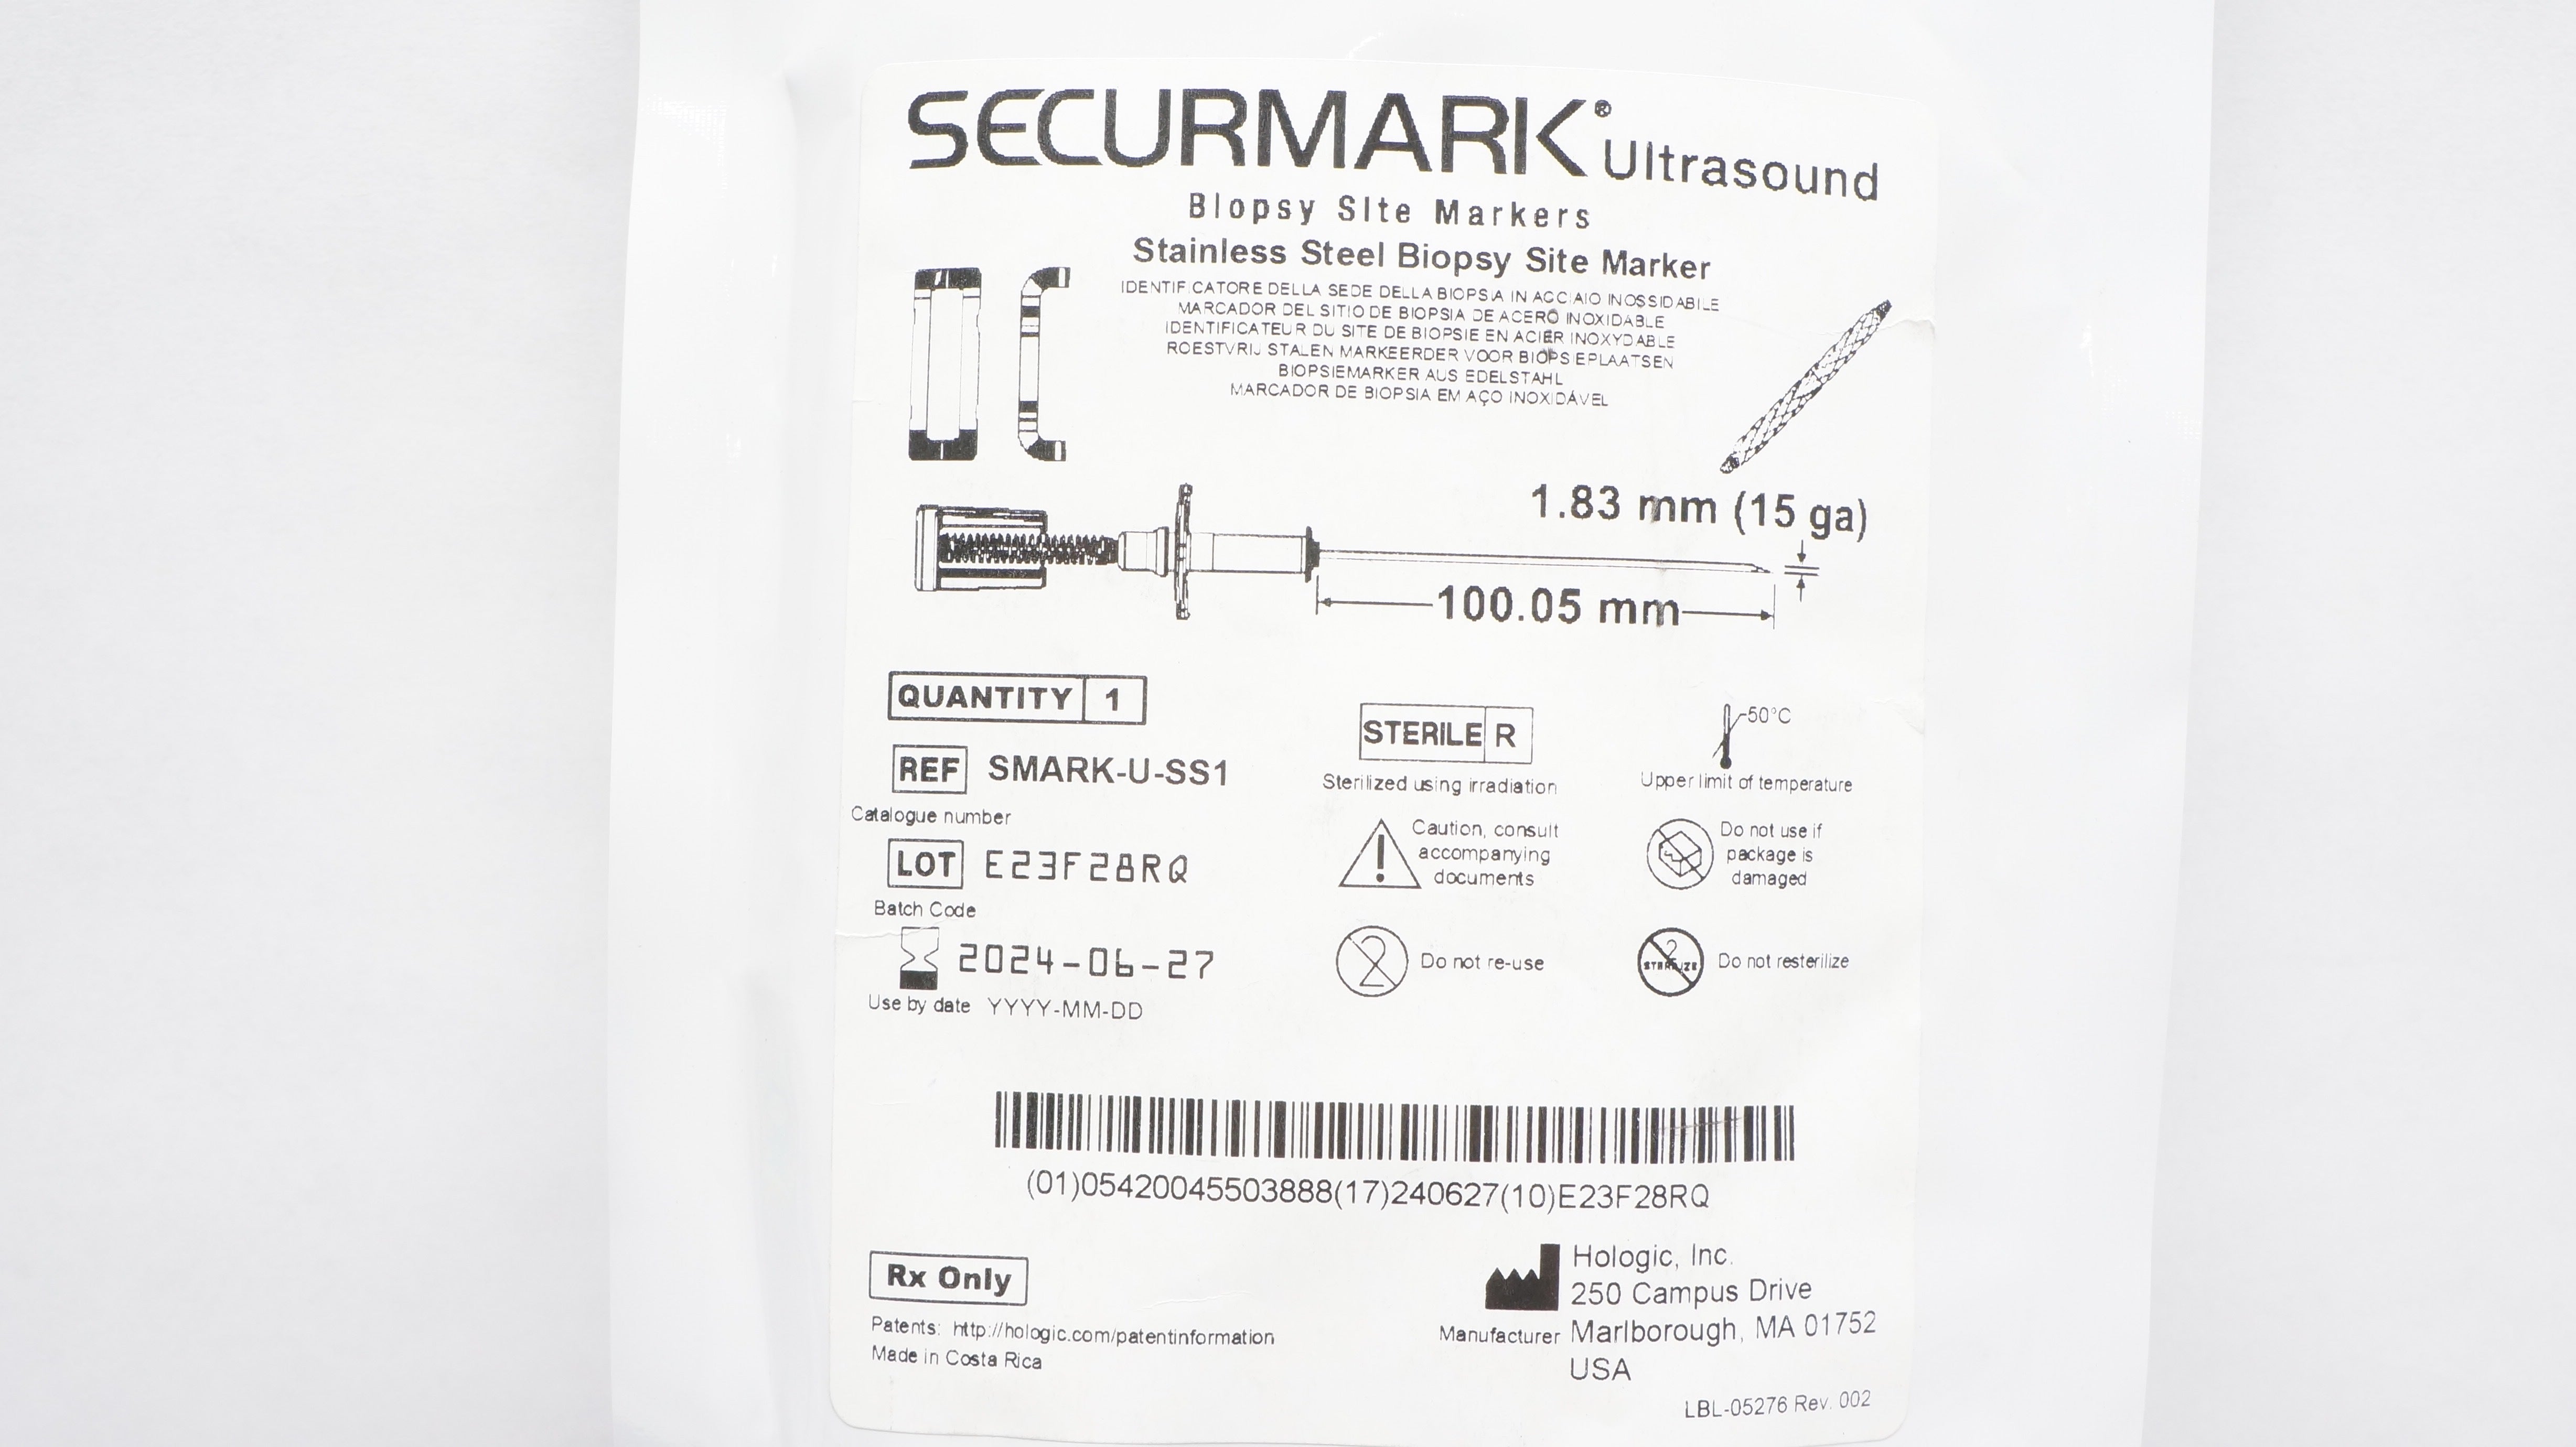 SECURMARK® Ultrasound
Biopsy Site Markers
Stainless Steel Biopsy Site Marker
IDENTIFICATORE DELLA SEDE DELLA BIOPSIA IN ACCIAIO INOSSIDABILE
MARCADOR DEL SITIO DE BIOPSIA DE ACERO INOXIDABLE
IDENTIFICATEUR DU SITE DE BIOPSIE EN ACIER INOXYDABLE
ROESTVRIJ STALEN MARKEERDER VOOR BIOPSIEPLAATSEN
BIOPSIEMARKER AUS EDELSTAHL
MARCADOR DE BIOPSIA EM AÇO INOXIDÁVEL
1.83 mm (15 ga)
100.05 mm
QUANTITY 1
REF SMARK-U-SS1
Catalogue number
LOT E23F28RQ
Batch Code
2024-06-27
Use by date YYYY-MM-DD
STERILE R
Sterilized using irradiation
50°C
Upper limit of temperature
Caution, consult
accompanying
documents
Do not use if
package is
damaged
2
Do not re-use
2
STERILIZE
Do not resterilize
(01)05420045503888(17)240627(10)E23F28RQ
Rx Only
Patents: http://hologic.com/patentinformation
Made in Costa Rica
Manufacturer
Hologic, Inc.
250 Campus Drive
Marlborough, MA 01752
USA
LBL-05276 Rev. 002